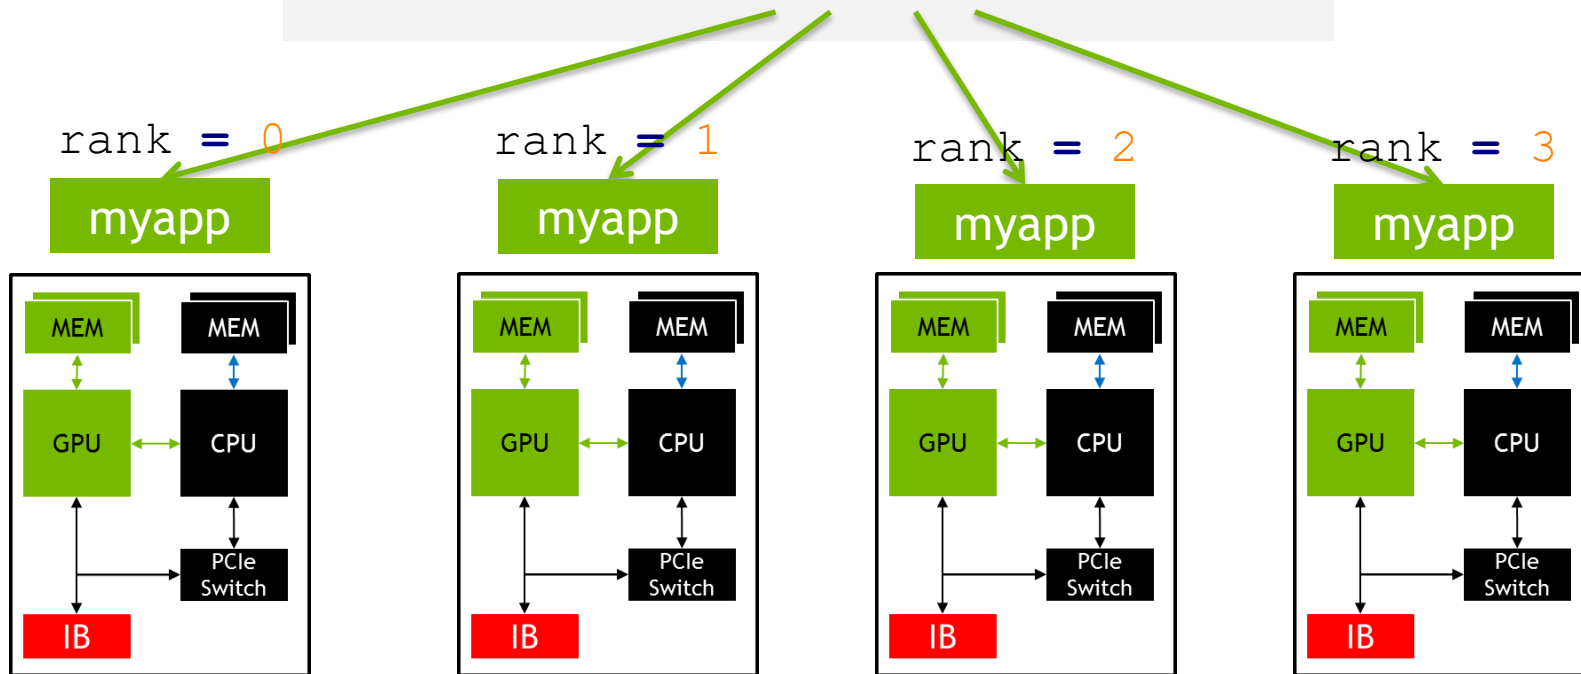 rank = 0
rank = 1
rank = 2
rank = 3
myapp
myapp
myapp
myapp
MEM MEM
GPU CPU
PCIe
Switch
IB
MEM MEM
GPU CPU
PCIe
Switch
IB
MEM MEM
GPU CPU
PCIe
Switch
IB
MEM MEM
GPU CPU
PCIe
Switch
IB